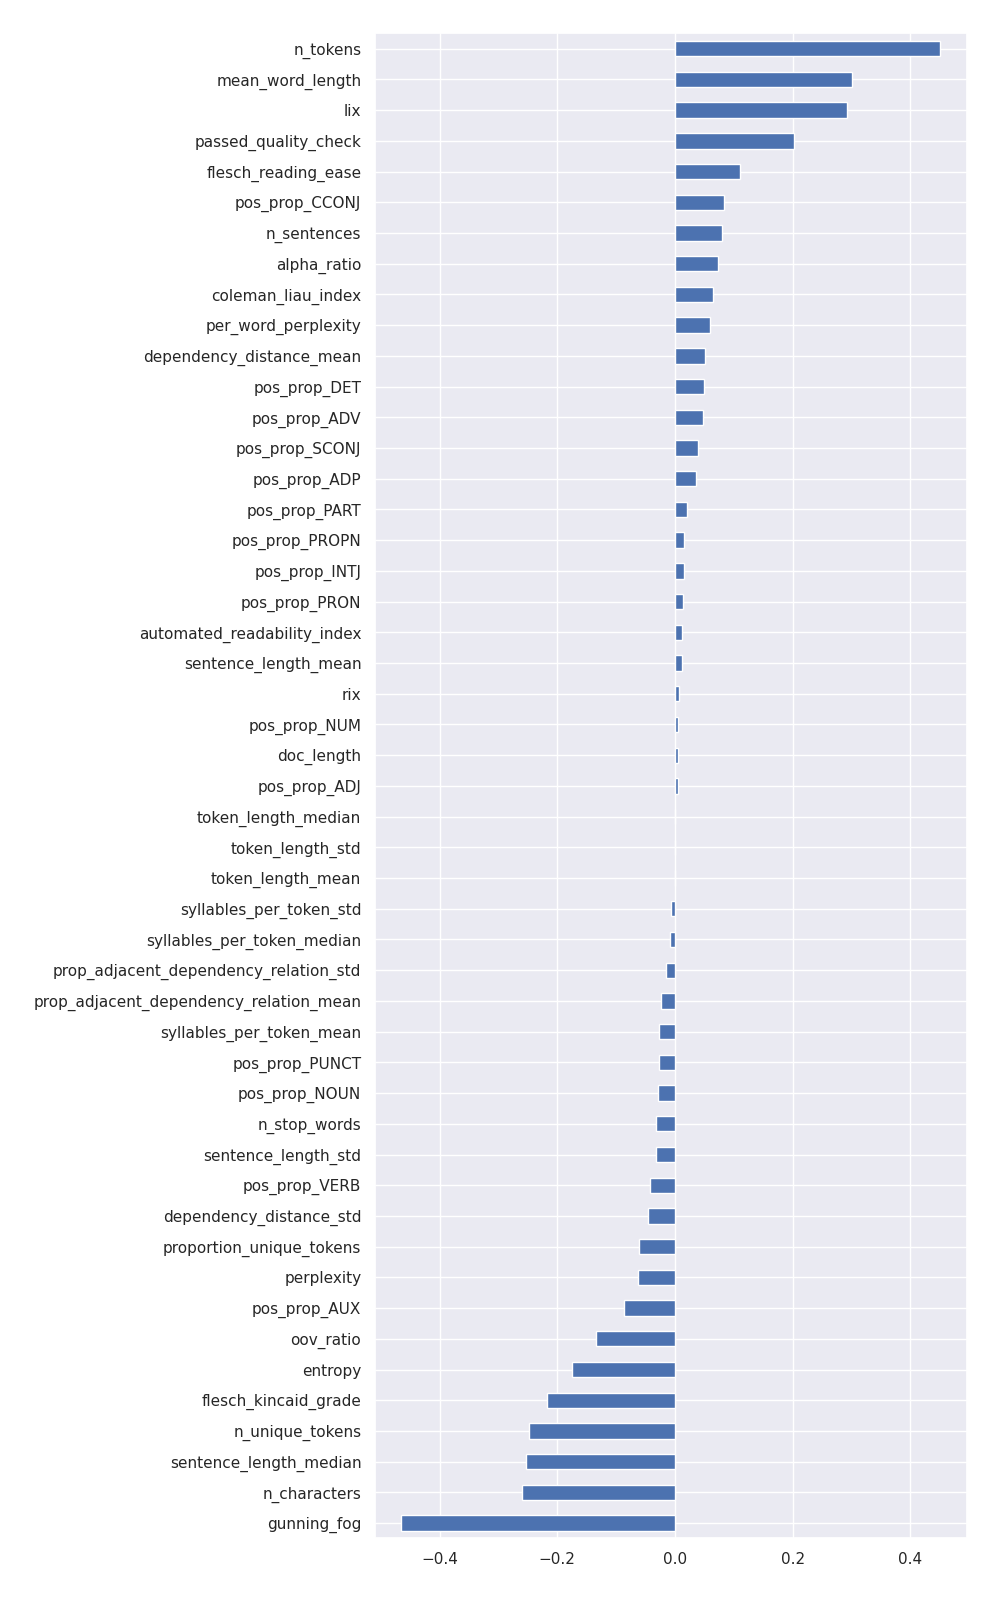 n_tokens
mean_word_length
lix
passed_quality_check
flesch_reading_ease
pos_prop_CCONJ
n_sentences
alpha_ratio
coleman_liau_index
per_word_perplexity
dependency_distance_mean
pos_prop_DET
pos_prop_ADV
pos_prop_SCONJ
pos_prop_ADP
pos_prop_PART
pos_prop_PROPN
pos_prop_INTJ
pos_prop_PRON
automated_readability_index
sentence_length_mean
rix
pos_prop_NUM
doc_length
pos_prop_ADJ
token_length_median
token_length_std
token_length_mean
syllables_per_token_std
syllables_per_token_median
prop_adjacent_dependency_relation_std
prop_adjacent_dependency_relation_mean
syllables_per_token_mean
pos_prop_PUNCT
pos_prop_NOUN
n_stop_words
sentence_length_std
pos_prop_VERB
dependency_distance_std
proportion_unique_tokens
perplexity
pos_prop_AUX
oov_ratio
entropy
flesch_kincaid_grade
n_unique_tokens
sentence_length_median
n_characters
gunning_fog
−0.4 −0.2 0.0 0.2 0.4